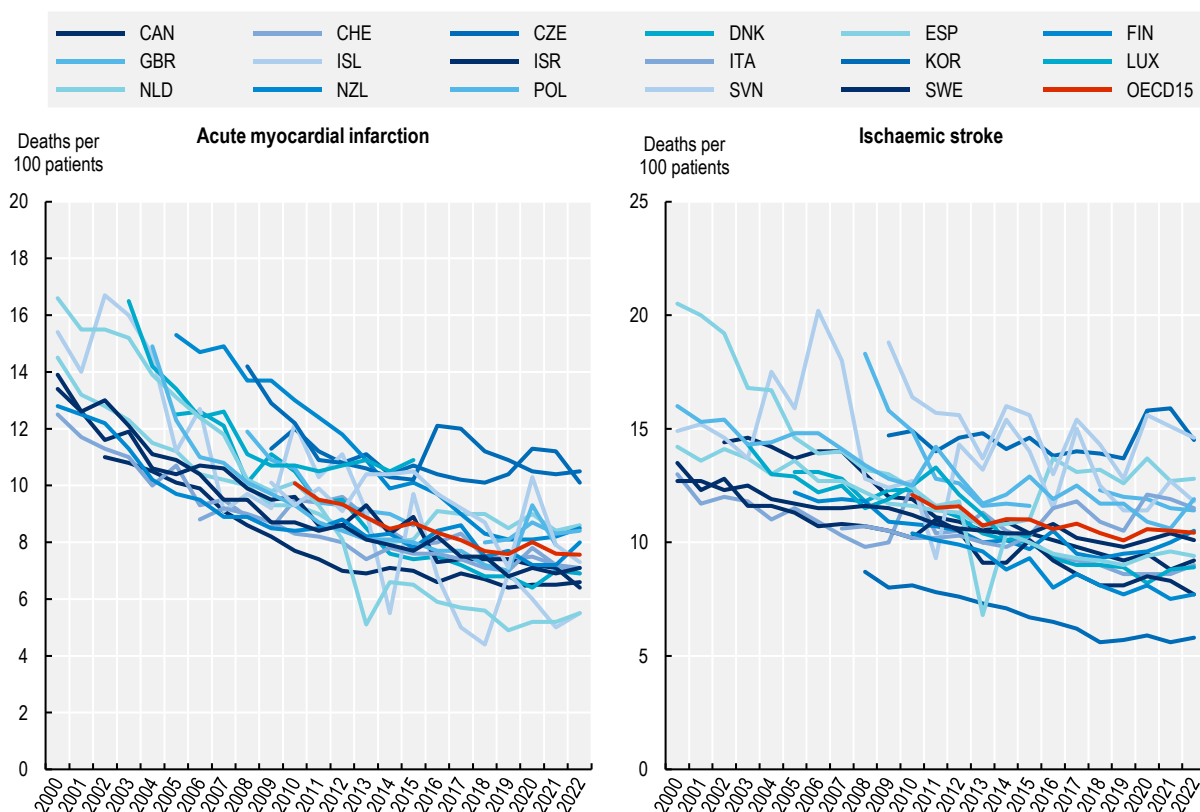 CAN CHE CZE DNK ESP FIN
GBR ISL ISR ITA KOR LUX
NLD NZL POL SVN SWE OECD15
Acute myocardial infarction
Deaths per
100 patients
20
18
16
14
12
10
8
6
4
2
0
2000 2001 2002 2003 2004 2005 2006 2007 2008 2009 2010 2011 2012 2013 2014 2015 2016 2017 2018 2019 2020 2021 2022
Ischaemic stroke
Deaths per
100 patients
25
20
15
10
5
0
2000 2001 2002 2003 2004 2005 2006 2007 2008 2009 2010 2011 2012 2013 2014 2015 2016 2017 2018 2019 2020 2021 2022